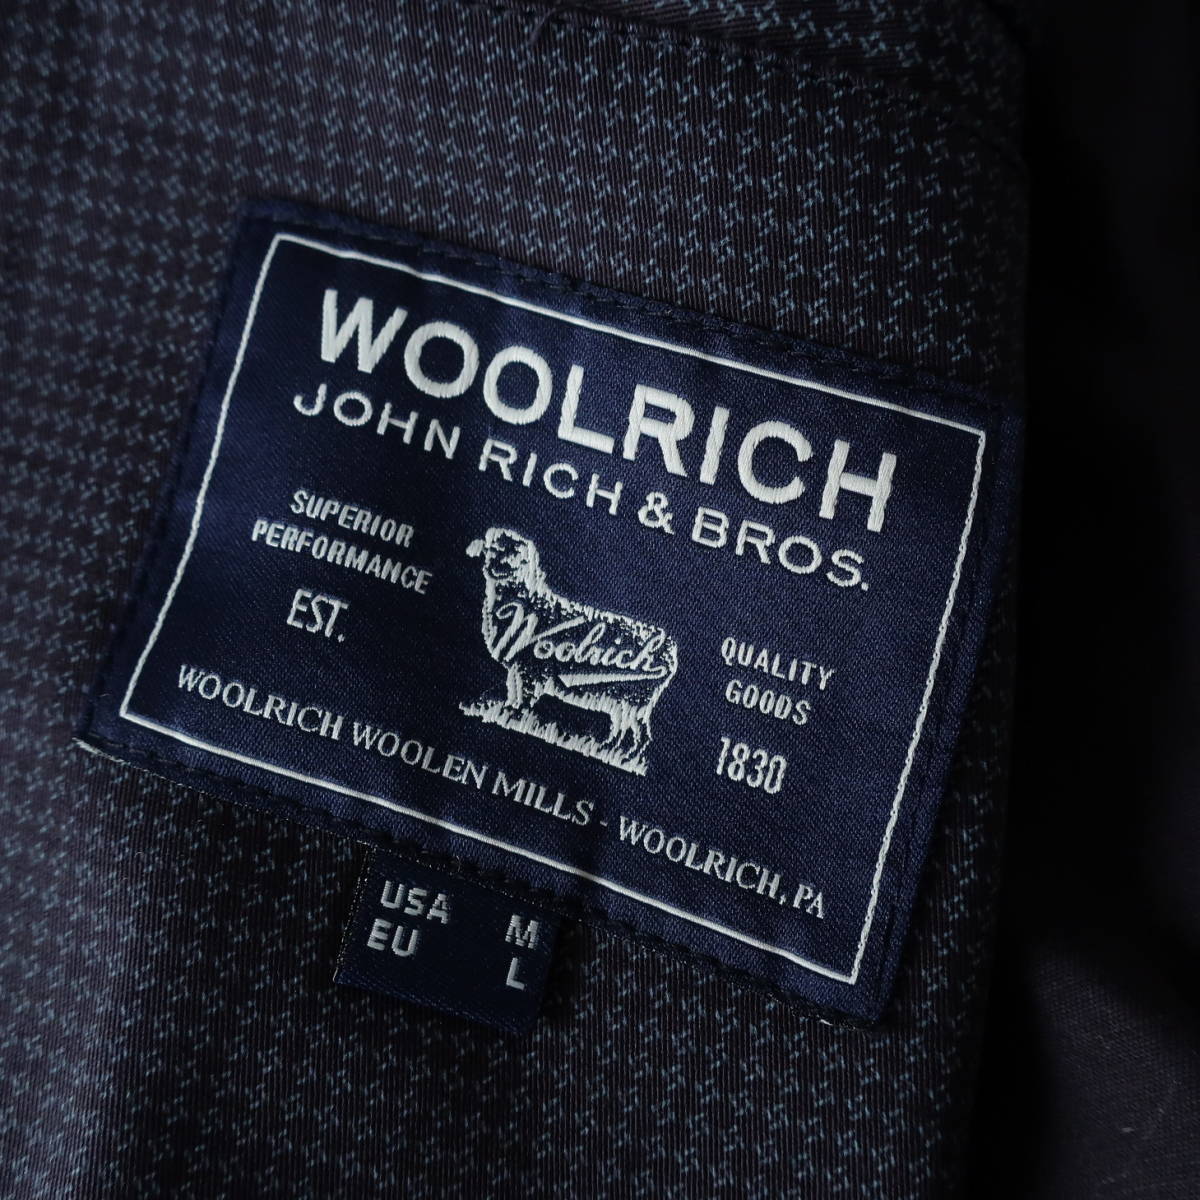 WOOLRICH
JOHN RICH & BROS.
SUPERIOR
PERFORMANCE
EST.
Woolrich
QUALITY
GOODS
1830
WOOLRICH WOOLEN MILLS - WOOLRICH, PA
USA M
EU L